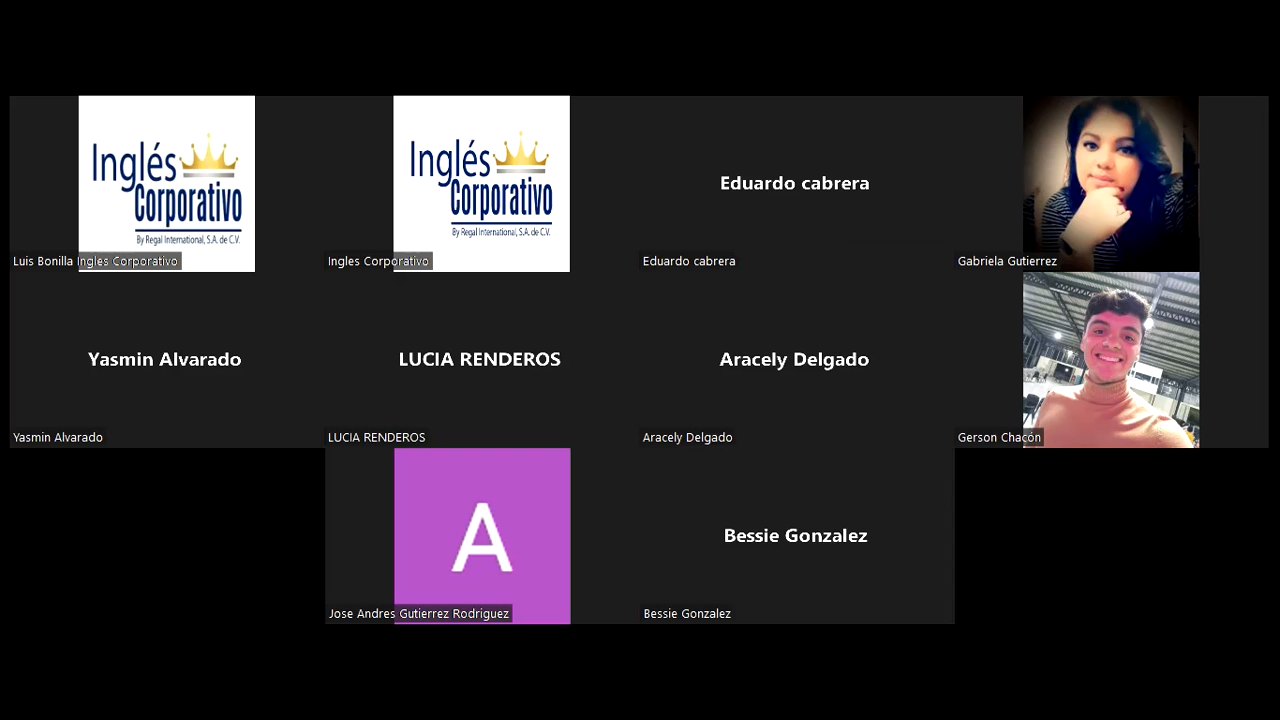 Inglés
Corporativo
By Regal International, S.A. de C.V.
Luis Bonilla Ingles Corporativo
Inglés
Corporativo
By Regal International, S.A. de C.V.
Ingles Corporativo
Eduardo cabrera
Eduardo cabrera
Gabriela Gutierrez
Yasmin Alvarado
Yasmin Alvarado
LUCIA RENDEROS
LUCIA RENDEROS
Aracely Delgado
Aracely Delgado
Gerson Chacón
A
Jose Andres Gutierrez Rodriguez
Bessie Gonzalez
Bessie Gonzalez